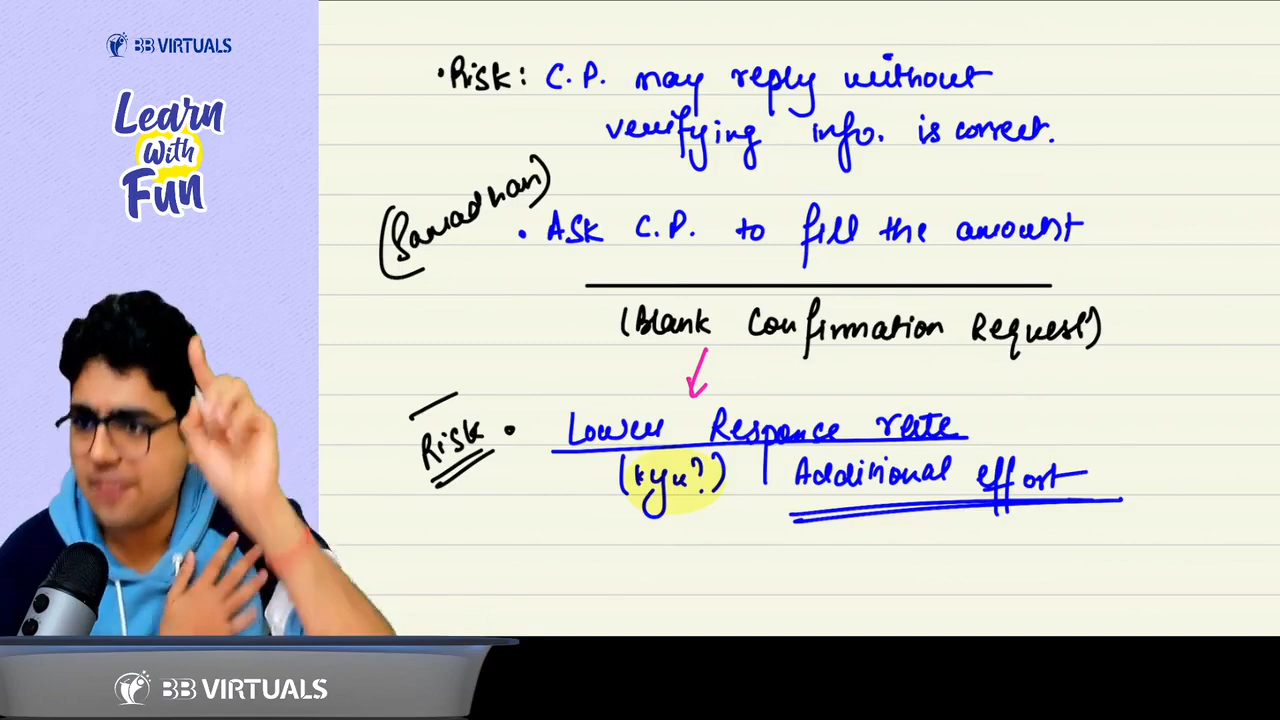 BB VIRTUALS
Learn
With
Fun
• Risk: C.P. may reply without
verifying info. is correct.
(Samadhan)
• Ask C.P. to fill the amount
(Blank Confirmation Request)
Risk • Lower Responce rate
(kyu?) | Additional effort
BB VIRTUALS